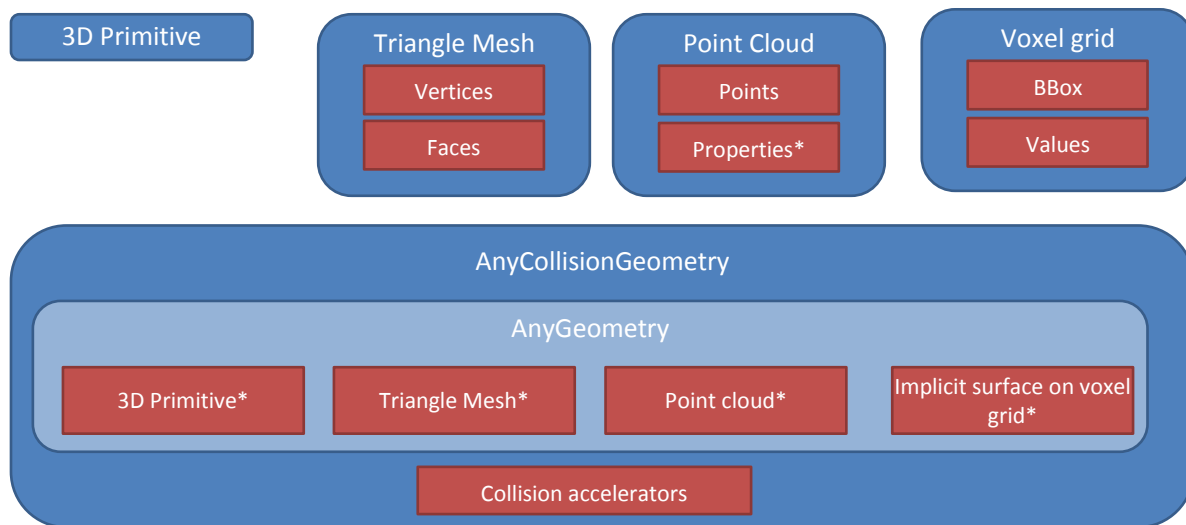 3D Primitive
Triangle Mesh
Vertices
Faces
Point Cloud
Points
Properties*
Voxel grid
BBox
Values
AnyCollisionGeometry
AnyGeometry
3D Primitive*
Triangle Mesh*
Point cloud*
Implicit surface on voxel
grid*
Collision accelerators